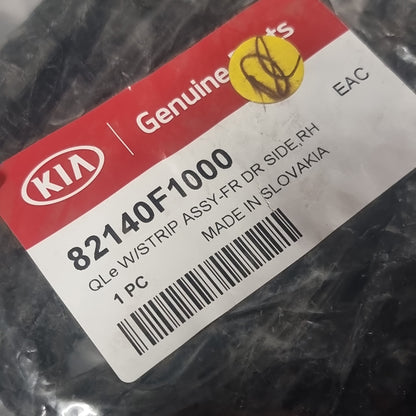 KIA
Genuine Parts
82140F1000
EAC
QLe W/STRIP ASSY-FR DR SIDE,RH
1 PC
MADE IN SLOVAKIA